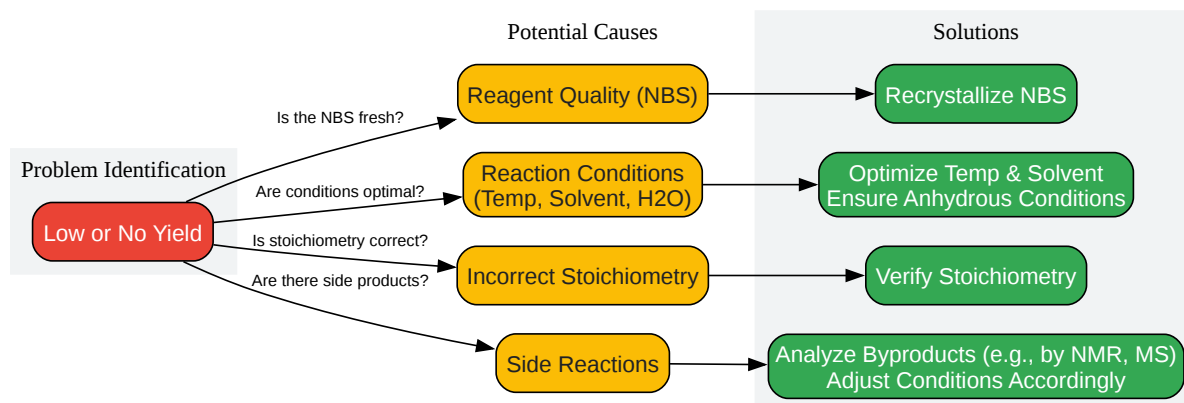 Potential Causes
Solutions
Reagent Quality (NBS)
Recrystallize NBS
Is the NBS fresh?
Problem Identification
Reaction Conditions
(Temp, Solvent, H2O)
Optimize Temp & Solvent
Ensure Anhydrous Conditions
Are conditions optimal?
Low or No Yield
Is stoichiometry correct?
Incorrect Stoichiometry
Verify Stoichiometry
Are there side products?
Side Reactions
Analyze Byproducts (e.g., by NMR, MS)
Adjust Conditions Accordingly